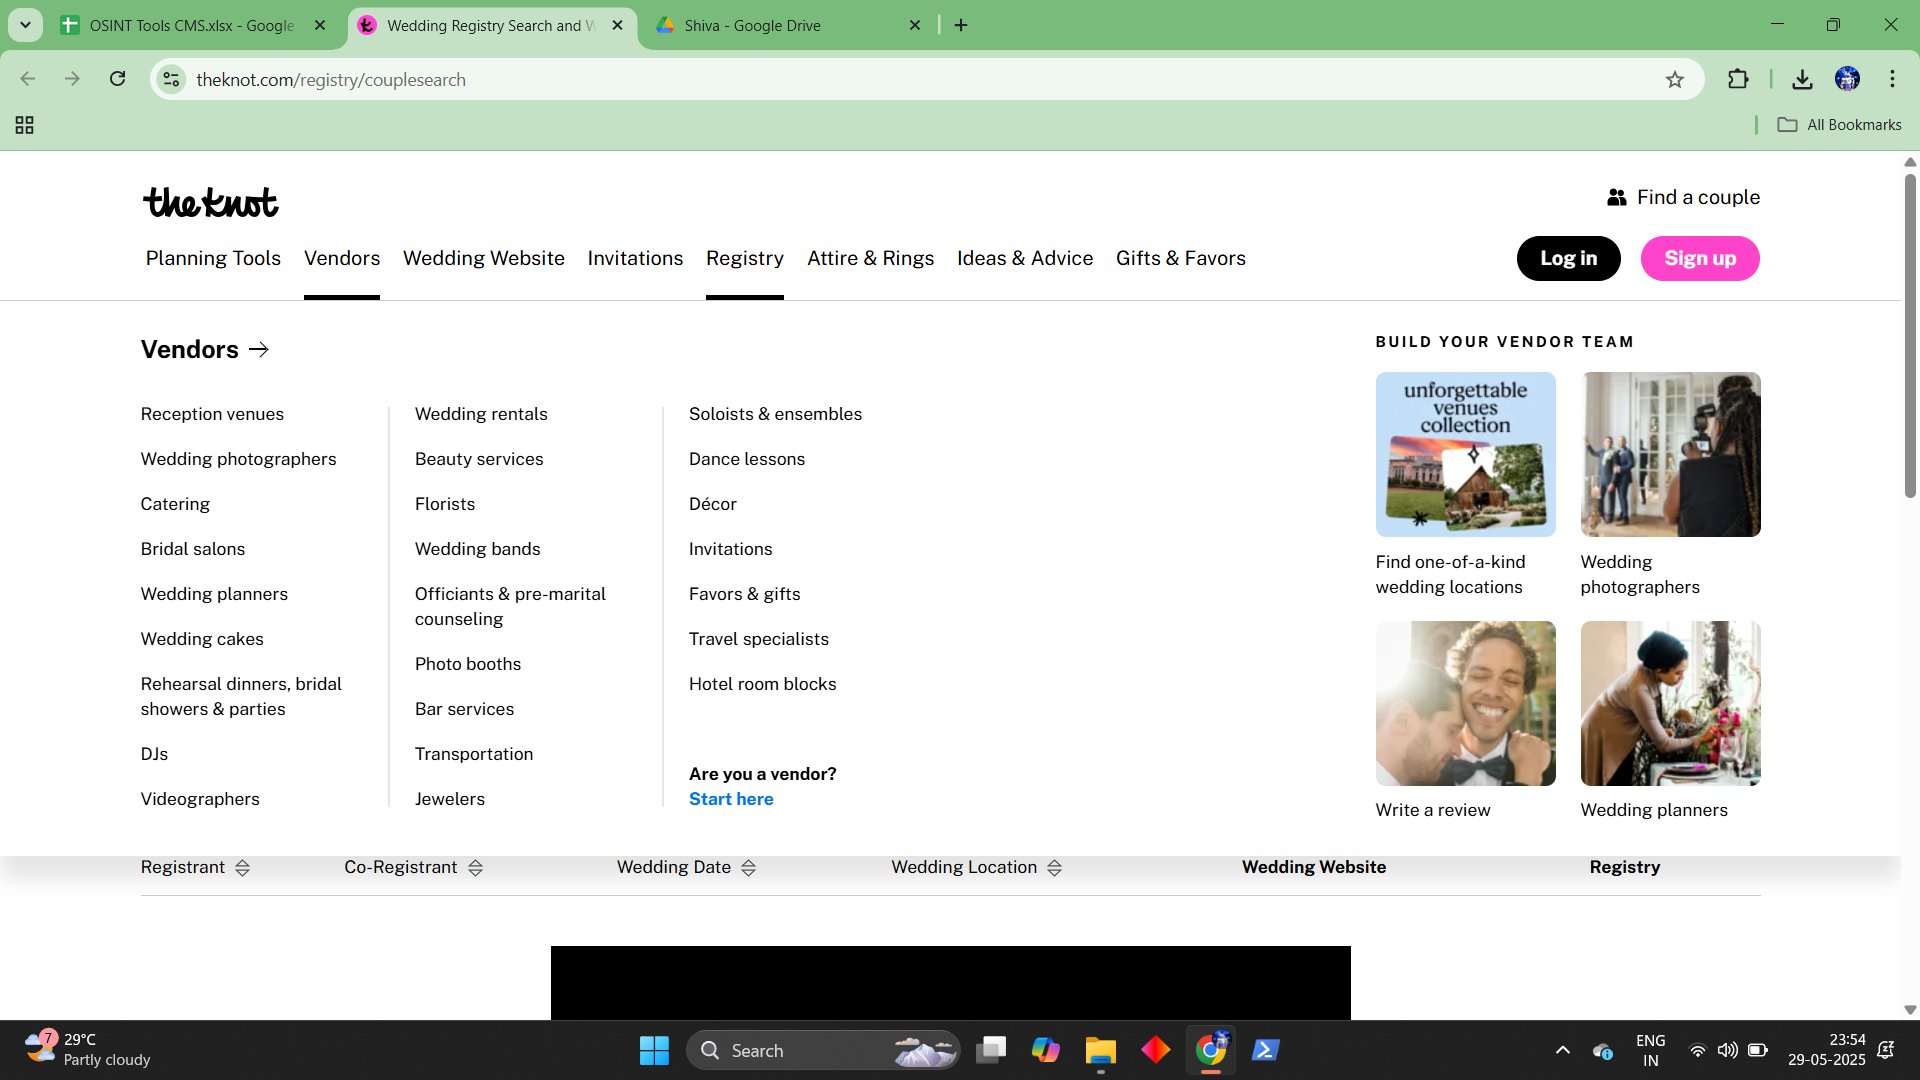 OSINT Tools CMS.xlsx - Google
Wedding Registry Search and W
Shiva - Google Drive
theknot.com/registry/couplesearch
All Bookmarks
the knot
Find a couple
Planning Tools
Vendors
Wedding Website
Invitations
Registry
Attire & Rings
Ideas & Advice
Gifts & Favors
Log in
Sign up
Vendors
Reception venues
Wedding photographers
Catering
Bridal salons
Wedding planners
Wedding cakes
Rehearsal dinners, bridal
showers & parties
DJs
Videographers
Wedding rentals
Beauty services
Florists
Wedding bands
Officiants & pre-marital
counseling
Photo booths
Bar services
Transportation
Jewelers
Soloists & ensembles
Dance lessons
Décor
Invitations
Favors & gifts
Travel specialists
Hotel room blocks
Are you a vendor?
Start here
BUILD YOUR VENDOR TEAM
unforgettable
venues
collection
Find one-of-a-kind
wedding locations
Wedding
photographers
Write a review
Wedding planners
Registrant
Co-Registrant
Wedding Date
Wedding Location
Wedding Website
Registry
7
29°C
Partly cloudy
Search
ENG
IN
23:54
29-05-2025